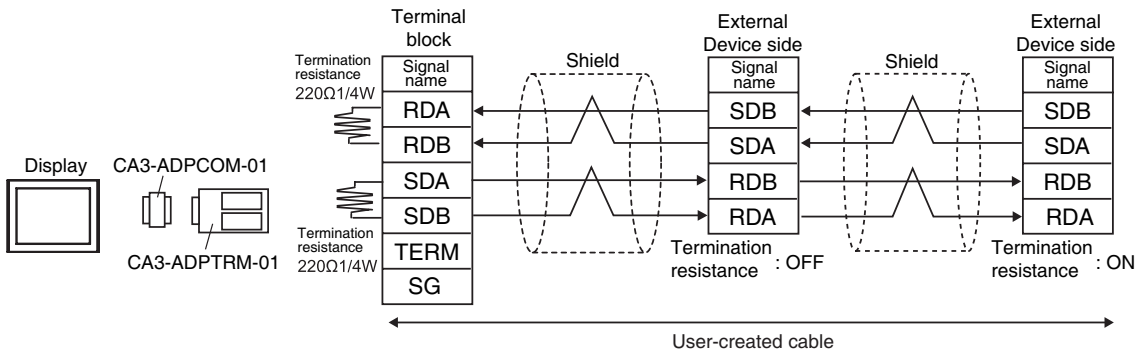 Display
CA3-ADPCOM-01
CA3-ADPTRM-01
Terminal
block
Termination
resistance
220Ω1/4W
Termination
resistance
220Ω1/4W
Signal
name
RDA
RDB
SDA
SDB
TERM
SG
Shield
External
Device side
Signal
name
SDB
SDA
RDB
RDA
Termination
resistance : OFF
Shield
External
Device side
Signal
name
SDB
SDA
RDB
RDA
Termination
resistance : ON
User-created cable